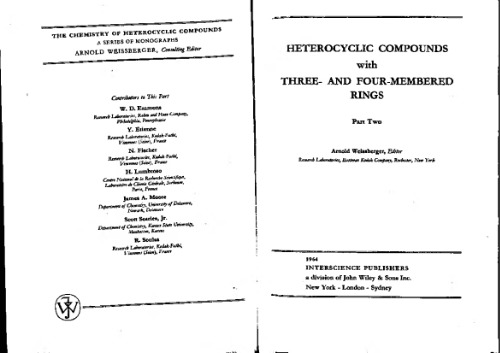 THE CHEMISTRY OF HETEROCYCLIC COMPOUNDS
A SERIES OF MONOGRAPHS
ARNOLD WEISSBERGER, Consulting Editor
Contributors to This Part
W. D. Emmons
Research Laboratories, Rohm and Haas Company,
Philadelphia, Pennsylvania
Y. Etienne
Research Laboratories, Kodak-Pathé,
Vincennes (Seine), France
N. Fischer
Research Laboratories, Kodak-Pathé,
Vincennes (Seine), France
H. Lumbroso
Centre National de la Recherche Scientifique,
Laboratoire de Chimie Générale, Sorbonne,
Paris, France
James A. Moore
Department of Chemistry, University of Delaware,
Newark, Delaware
Scott Searles, Jr.
Department of Chemistry, Kansas State University,
Manhattan, Kansas
R. Soulas
Research Laboratories, Kodak-Pathé,
Vincennes (Seine), France
HETEROCYCLIC COMPOUNDS
with
THREE- AND FOUR-MEMBERED
RINGS
Part Two
Arnold Weissberger, Editor
Research Laboratories, Eastman Kodak Company, Rochester, New York
1964
INTERSCIENCE PUBLISHERS
a division of John Wiley & Sons Inc.
New York - London - Sydney